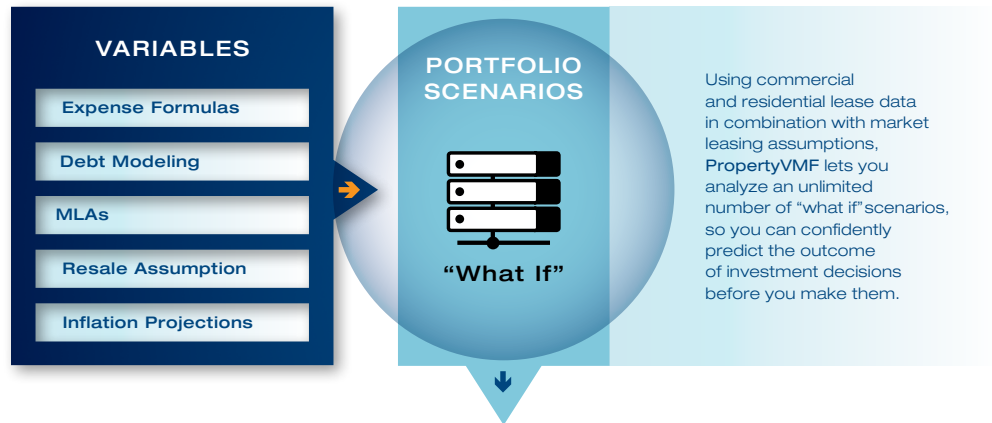 VARIABLES
Expense Formulas
Debt Modeling
MLAs
Resale Assumption
Inflation Projections
PORTFOLIO
SCENARIOS
“What If”
Using commercial
and residential lease data
in combination with market
leasing assumptions,
PropertyVMF lets you
analyze an unlimited
number of “what if” scenarios,
so you can confidently
predict the outcome
of investment decisions
before you make them.